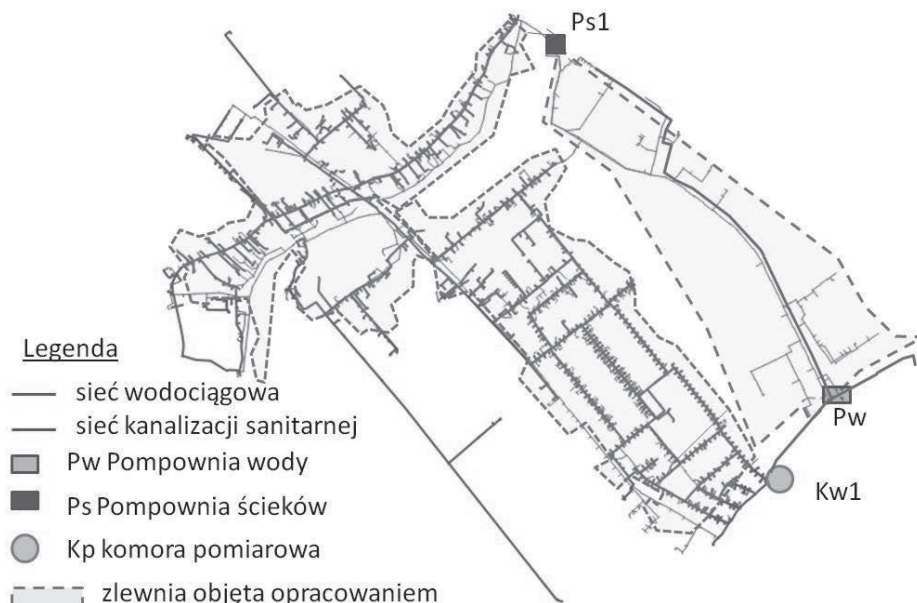 Ps1
Pw
Kw1
Legenda
sieć wodociągowa
sieć kanalizacji sanitarnej
Pw Pompownia wody
Ps Pompownia ścieków
Kp komora pomiarowa
zlewnia objęta opracowaniem